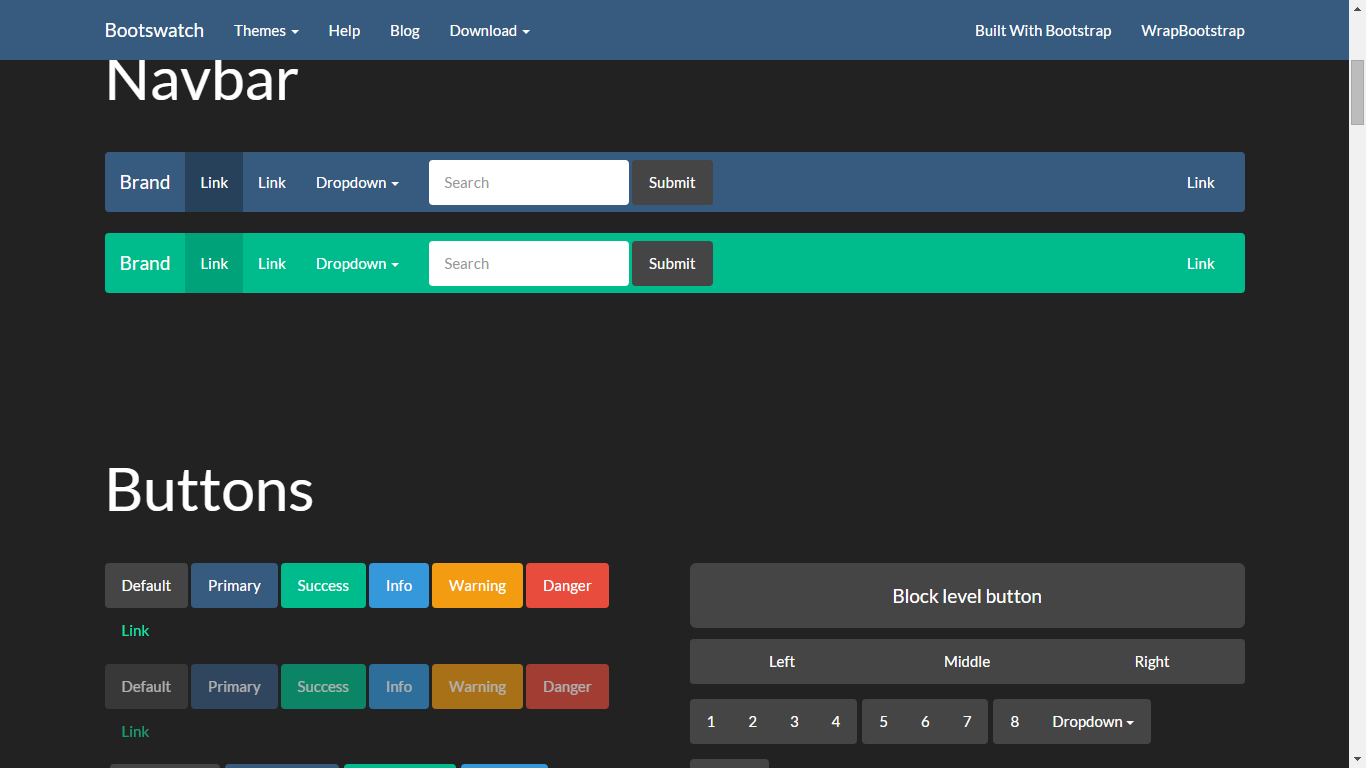 Bootswatch Themes Help Blog Download Built With Bootstrap WrapBootstrap
Navbar
Brand Link Link Dropdown Search Submit Link
Brand Link Link Dropdown Search Submit Link
Buttons
Default Primary Success Info Warning Danger
Link
Default Primary Success Info Warning Danger
Link
Block level button
Left Middle Right
1 2 3 4 5 6 7 8 Dropdown